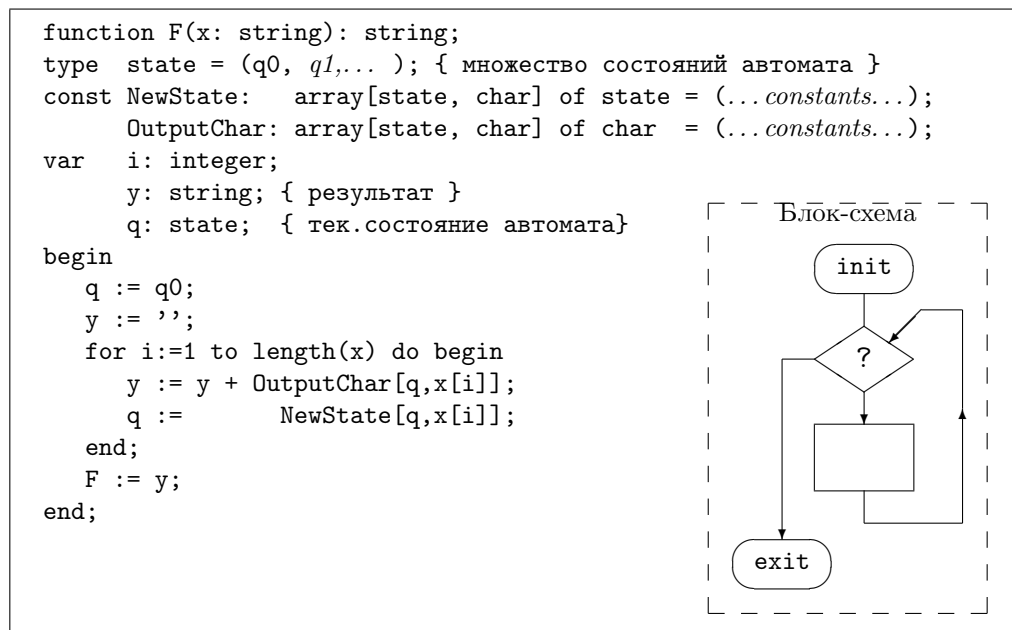 function F(x: string): string;
type  state = (q0, q1,... ); { множество состояний автомата }
const NewState:   array[state, char] of state = (...constants...);
      OutputChar: array[state, char] of char  = (...constants...);
var   i: integer;
      y: string; { результат }
      q: state;  { тек.состояние автомата}
begin
   q := q0;
   y := '';
   for i:=1 to length(x) do begin
      y := y + OutputChar[q,x[i]];
      q :=         NewState[q,x[i]];
   end;
   F := y;
end;
Блок-схема
init
?
exit